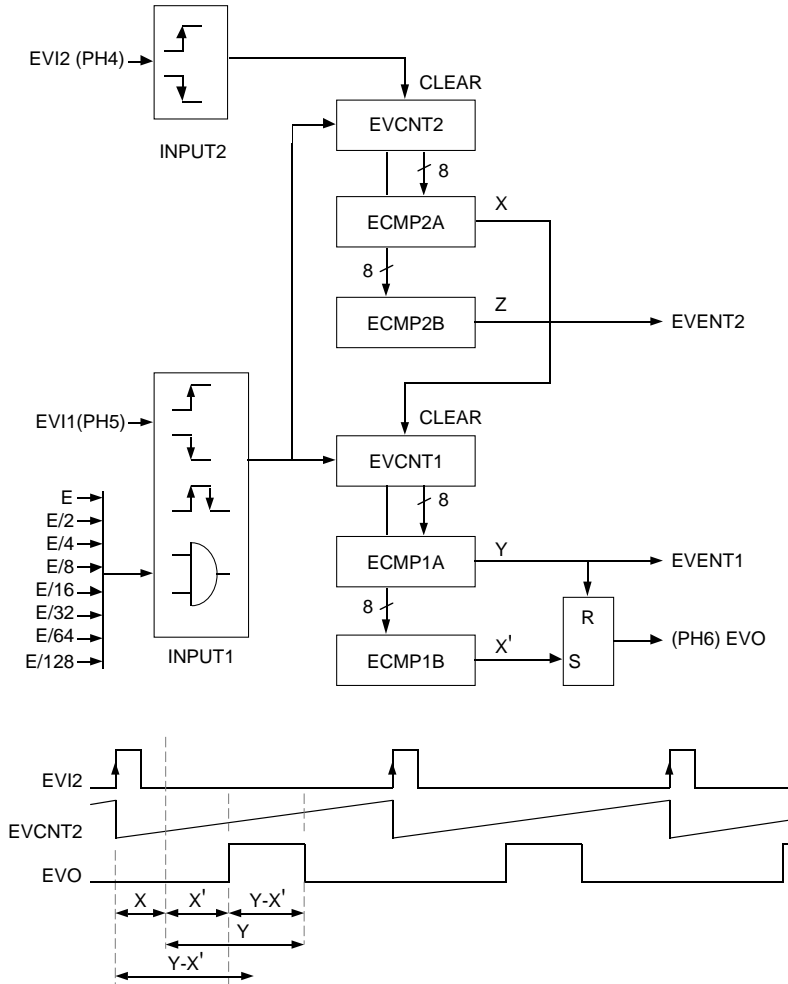 EVI2 (PH4)
INPUT2
CLEAR
EVCNT2
8
ECMP2A
X
8
ECMP2B
Z
EVENT2
EVI1(PH5)
CLEAR
EVCNT1
8
E
E/2
E/4
E/8
E/16
E/32
E/64
E/128
INPUT1
ECMP1A
Y
EVENT1
8
R
ECMP1B
X'
S
(PH6) EVO
EVI2
EVCNT2
EVO
X X' Y-X'
Y
Y-X'